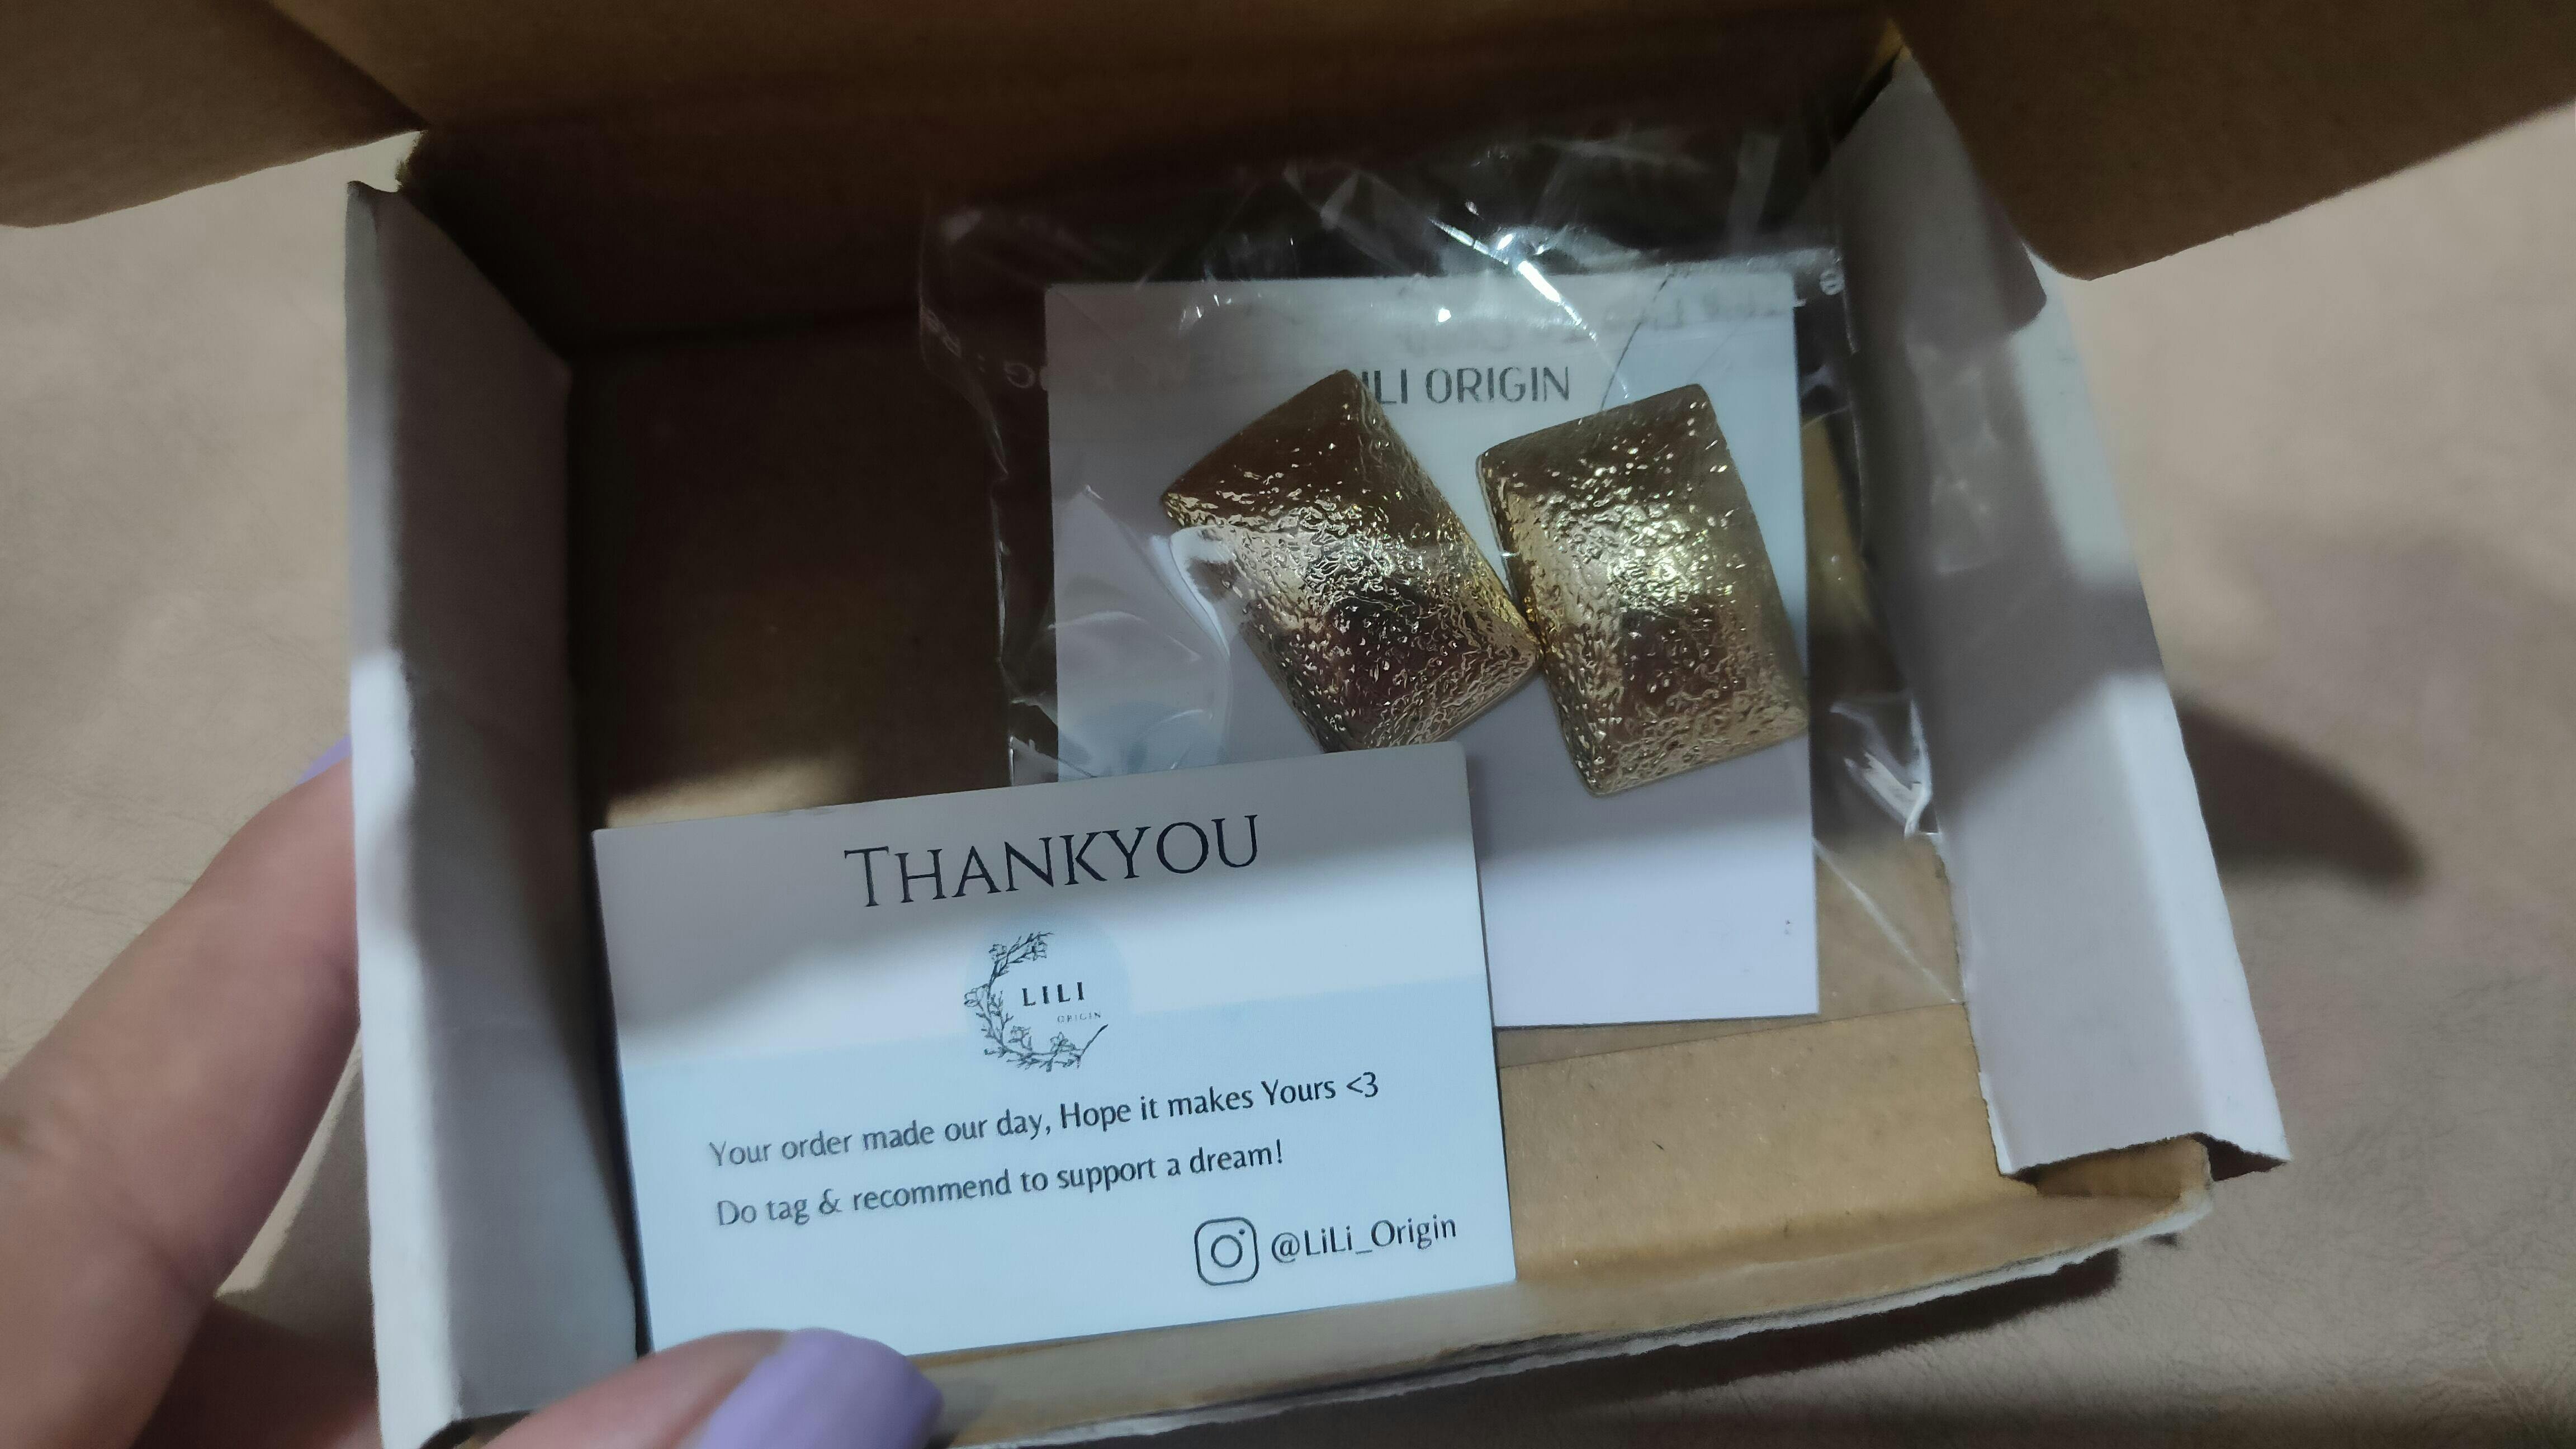 LILI ORIGIN
THANKYOU
LILI
ORIGIN
Your order made our day, Hope it makes Yours <3
Do tag & recommend to support a dream!
@LiLi_Origin